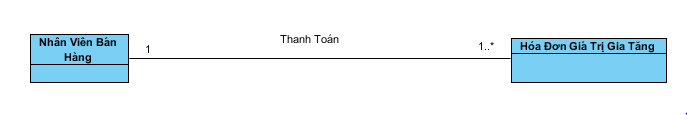 Nhân Viên Bán
Hàng
1
Thanh Toán
1..*
Hóa Đơn Giá Trị Gia Tăng